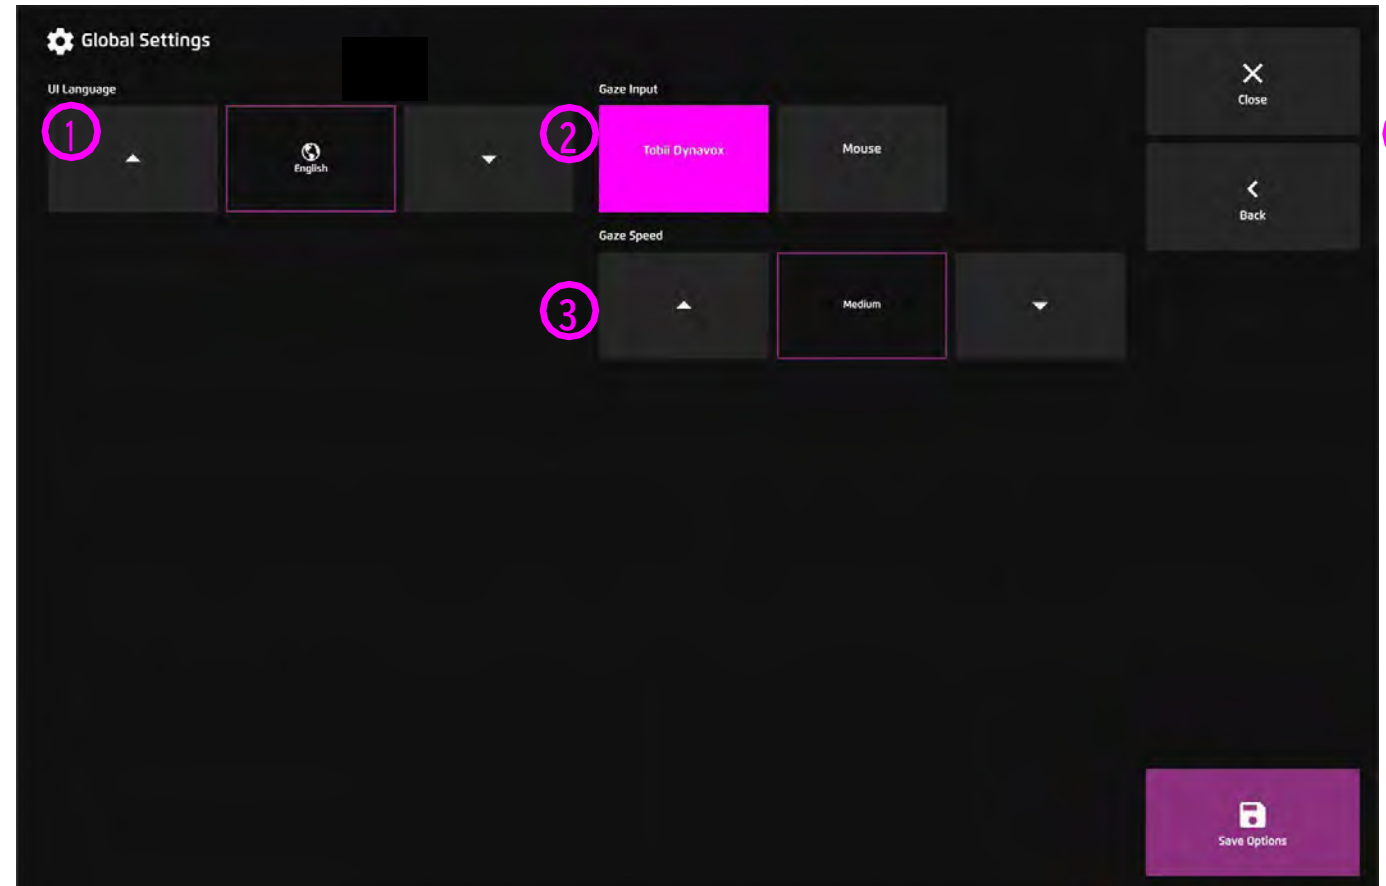 Global Settings
UI Language
1
English
Gaze Input
2
Tobii Dynavox
Mouse
Gaze Speed
3
Medium
Close
Back
Save Options